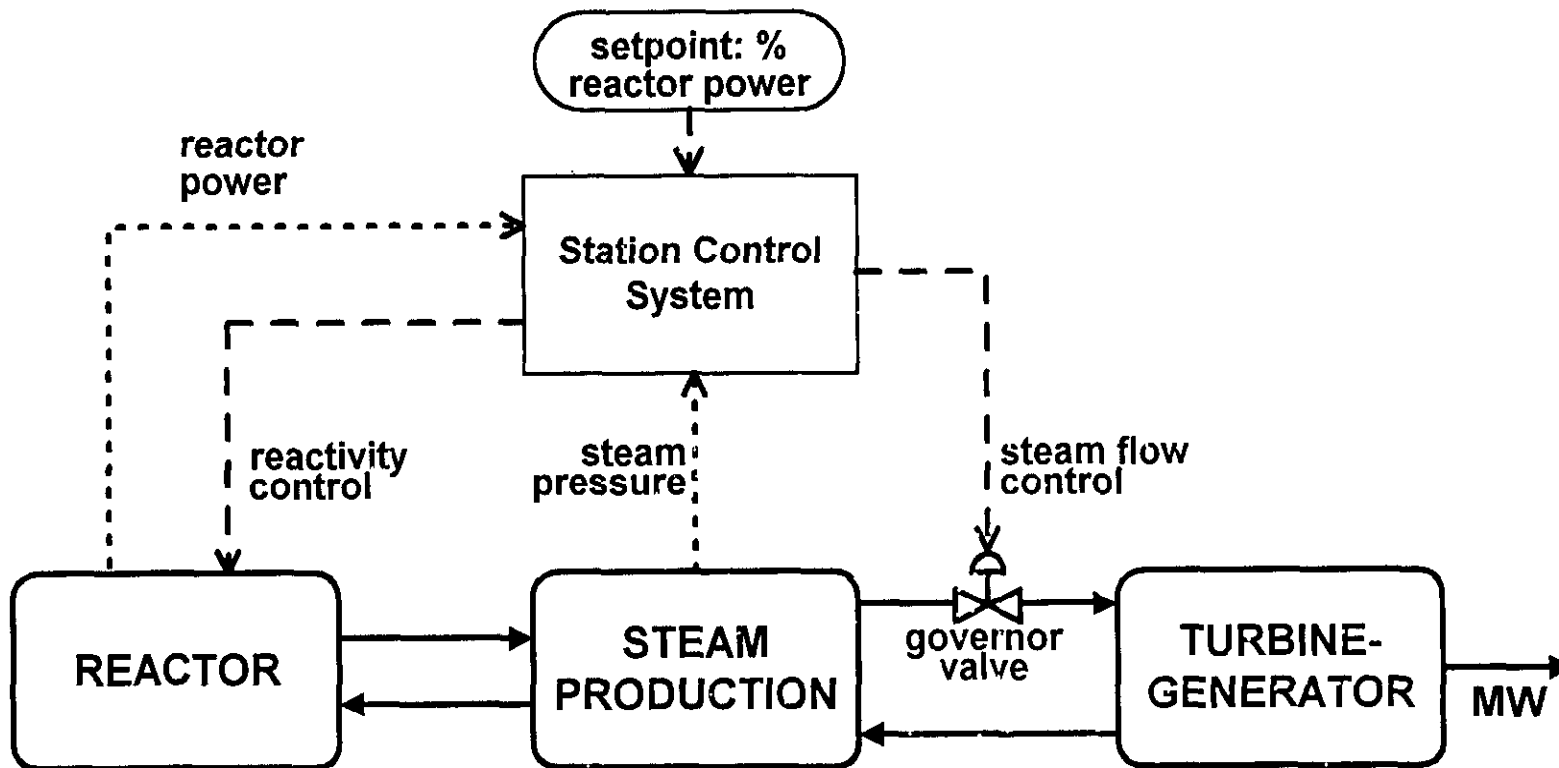 setpoint: %
reactor power
reactor
power
Station Control
System
reactivity
control
steam
pressure
steam flow
control
REACTOR
STEAM
PRODUCTION
governor
valve
TURBINE-
GENERATOR
MW